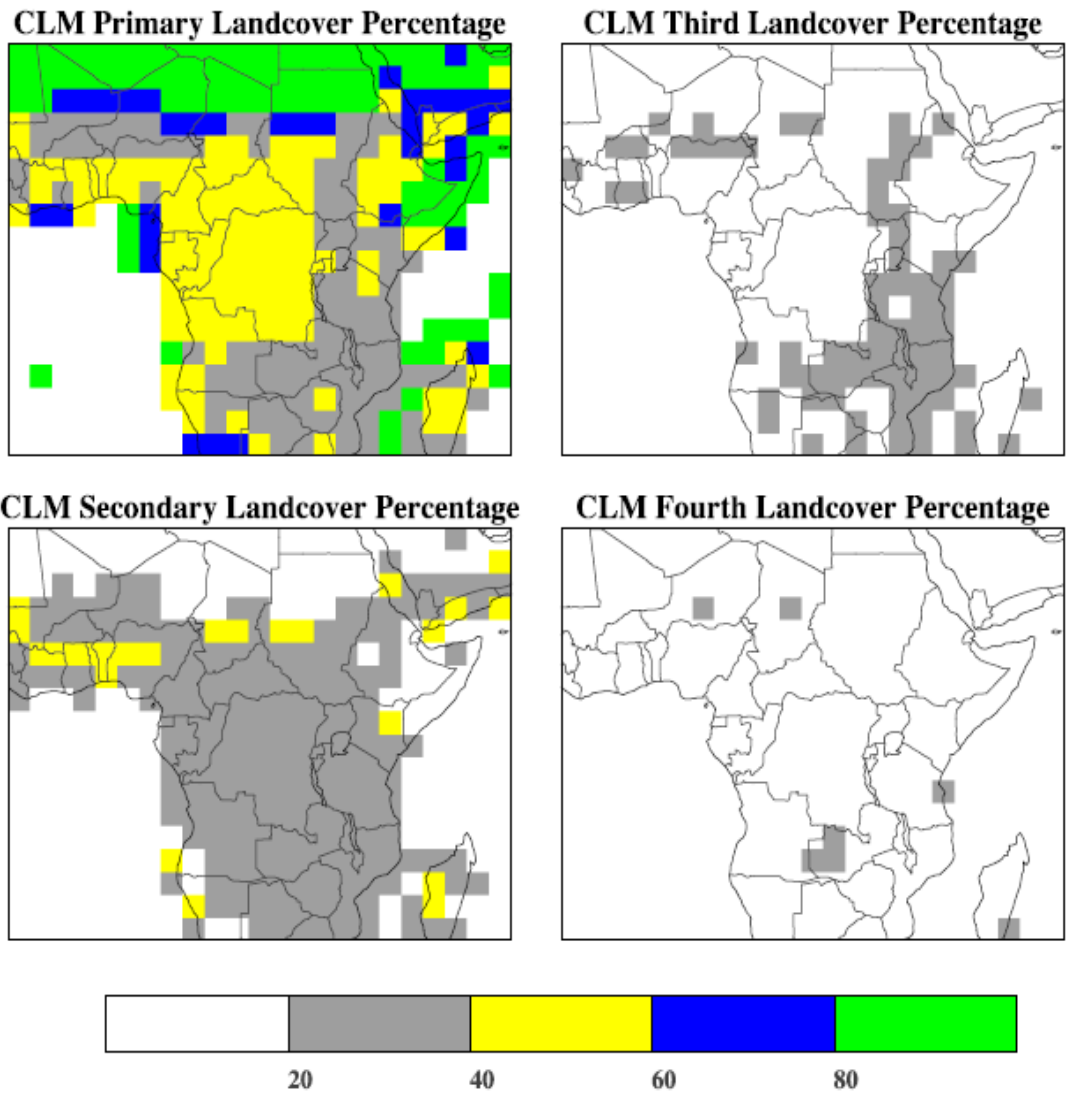 CLM Primary Landcover Percentage
CLM Third Landcover Percentage
CLM Secondary Landcover Percentage
CLM Fourth Landcover Percentage
20 40 60 80